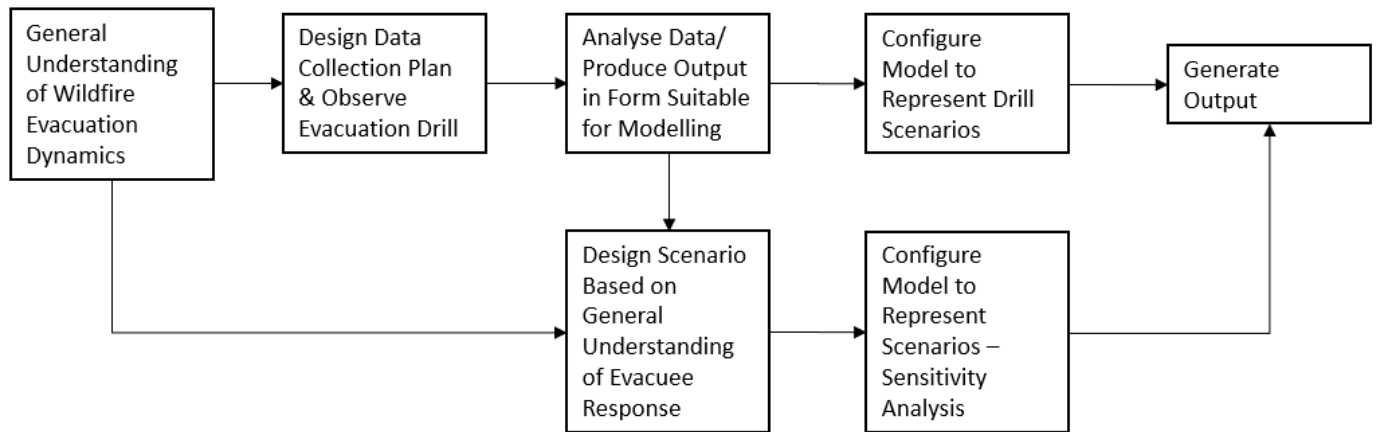 General
Understanding
of Wildfire
Evacuation
Dynamics
Design Data
Collection Plan
& Observe
Evacuation Drill
Analyse Data/
Produce Output
in Form Suitable
for Modelling
Configure
Model to
Represent Drill
Scenarios
Generate
Output
Design Scenario
Based on
General
Understanding
of Evacuee
Response
Configure
Model to
Represent
Scenarios –
Sensitivity
Analysis